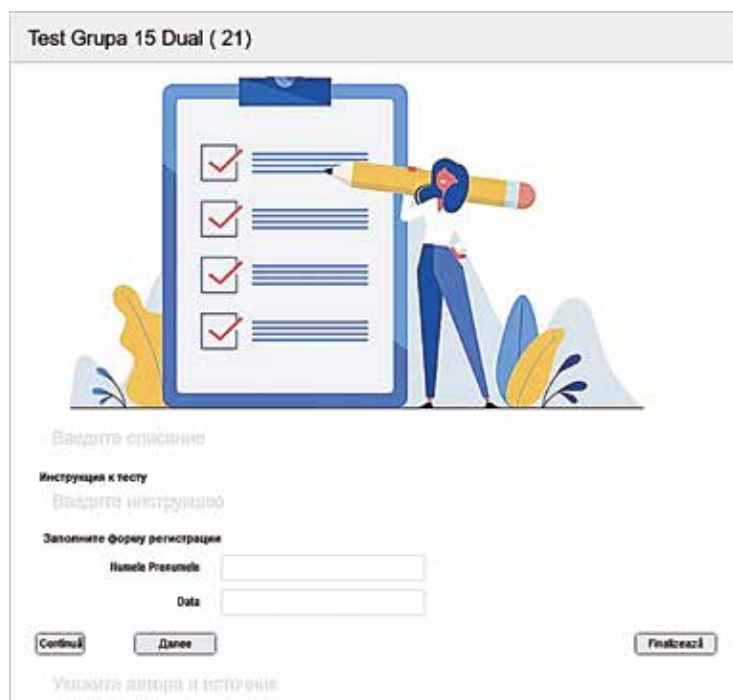 Test Grupa 15 Dual ( 21)
Введите описание
Инструкция к тесту
Введите инструкцию
Заполните форму регистрации
Numele Prenumele
Data
Continuă Далее Finalizează
Укажите автора и источник